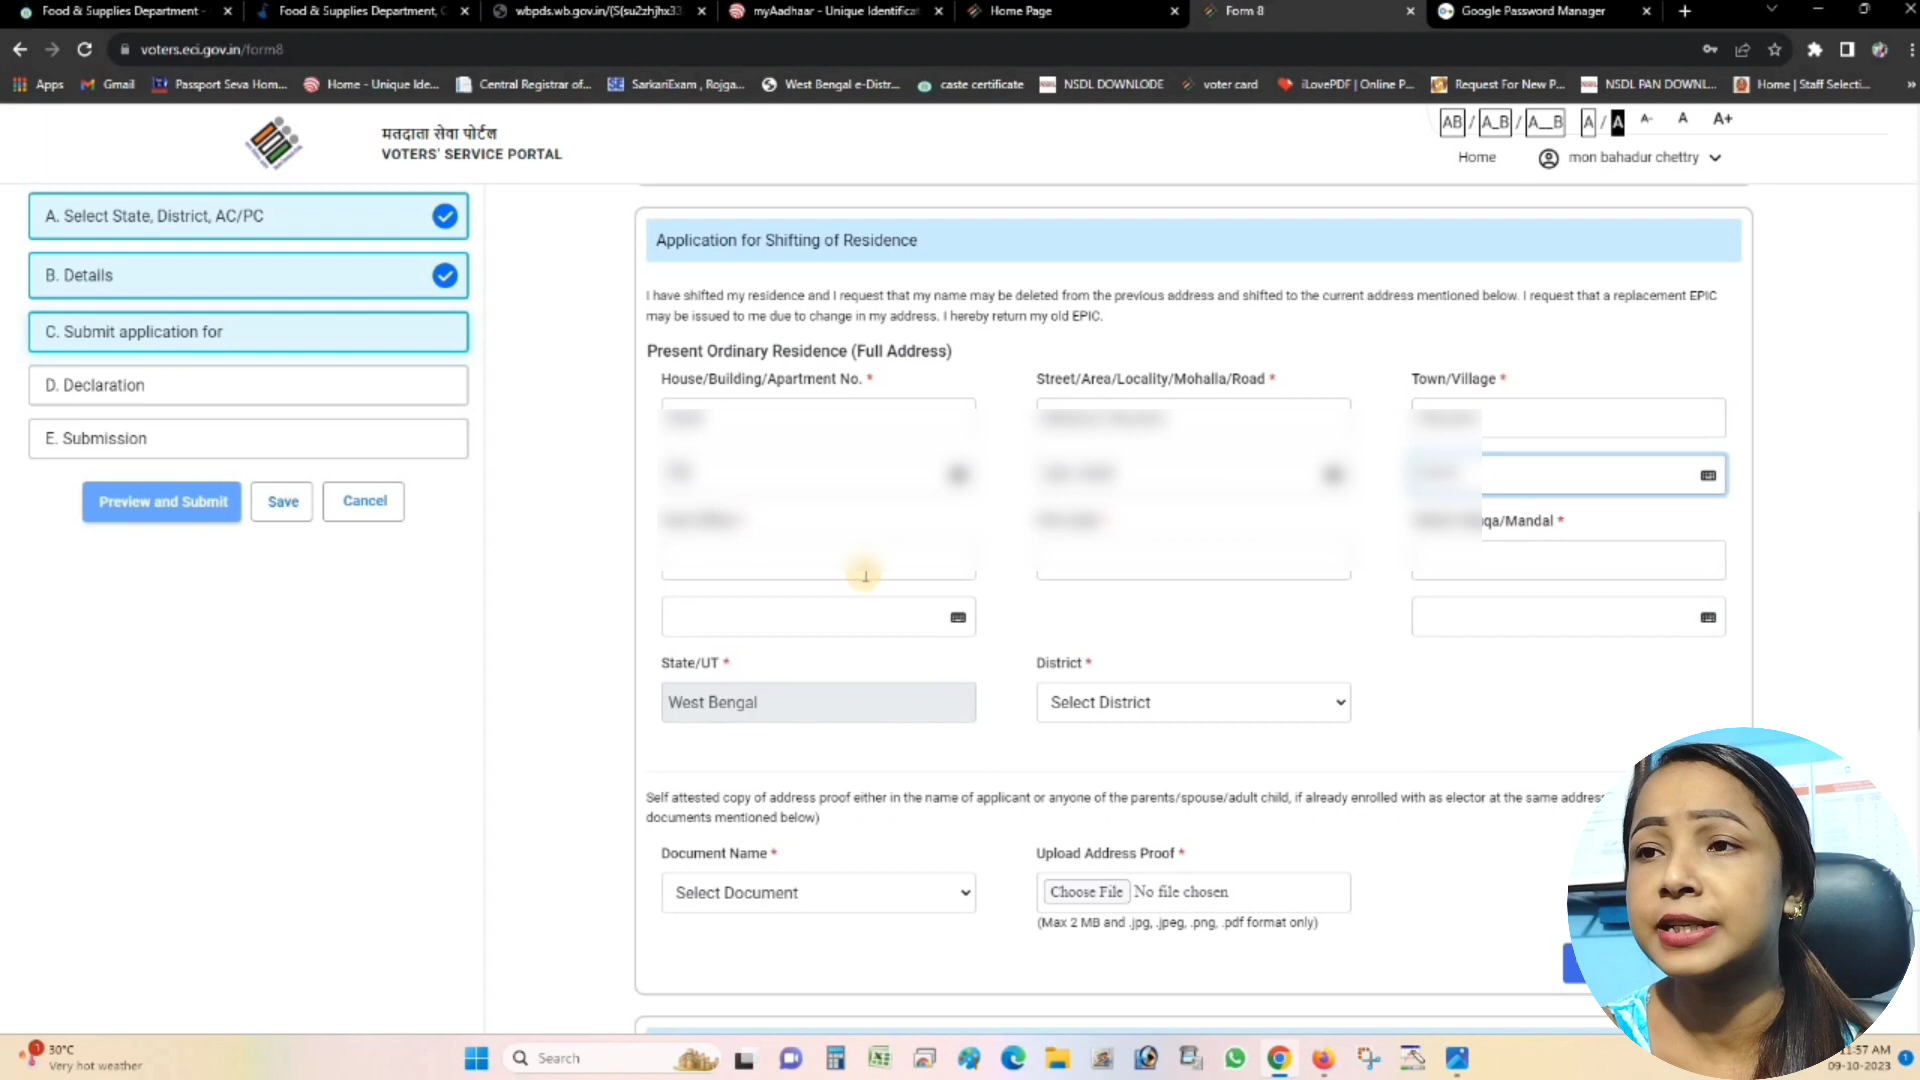 Food & Supplies Department -
Food & Supplies Department, G
wbpds.wb.gov.in/(S(su2zhjhx33
myAadhaar - Unique Identificat
Home Page
Form 8
Google Password Manager
voters.eci.gov.in/form8
Apps
Gmail
Passport Seva Hom...
Home - Unique Ide...
Central Registrar of...
SarkariExam , Rojga...
West Bengal e-Distr...
caste certificate
NSDL DOWNLODE
voter card
iLovePDF | Online P...
Request For New P...
NSDL PAN DOWNL...
Home | Staff Selecti...
मतदाता सेवा पोर्टल
VOTERS' SERVICE PORTAL
AB / A_B / A__B A / A A- A A+
Home
mon bahadur chettry
A. Select State, District, AC/PC
B. Details
C. Submit application for
D. Declaration
E. Submission
Preview and Submit
Save
Cancel
Application for Shifting of Residence
I have shifted my residence and I request that my name may be deleted from the previous address and shifted to the current address mentioned below. I request that a replacement EPIC
may be issued to me due to change in my address. I hereby return my old EPIC.
Present Ordinary Residence (Full Address)
House/Building/Apartment No. *
Street/Area/Locality/Mohalla/Road *
Town/Village *
qa/Mandal *
State/UT *
District *
West Bengal
Select District
Self attested copy of address proof either in the name of applicant or anyone of the parents/spouse/adult child, if already enrolled with as elector at the same addres
documents mentioned below)
Document Name *
Upload Address Proof *
Select Document
Choose File No file chosen
(Max 2 MB and .jpg, .jpeg, .png, .pdf format only)
1
30°C
Very hot weather
Search
11:57 AM
09-10-2023